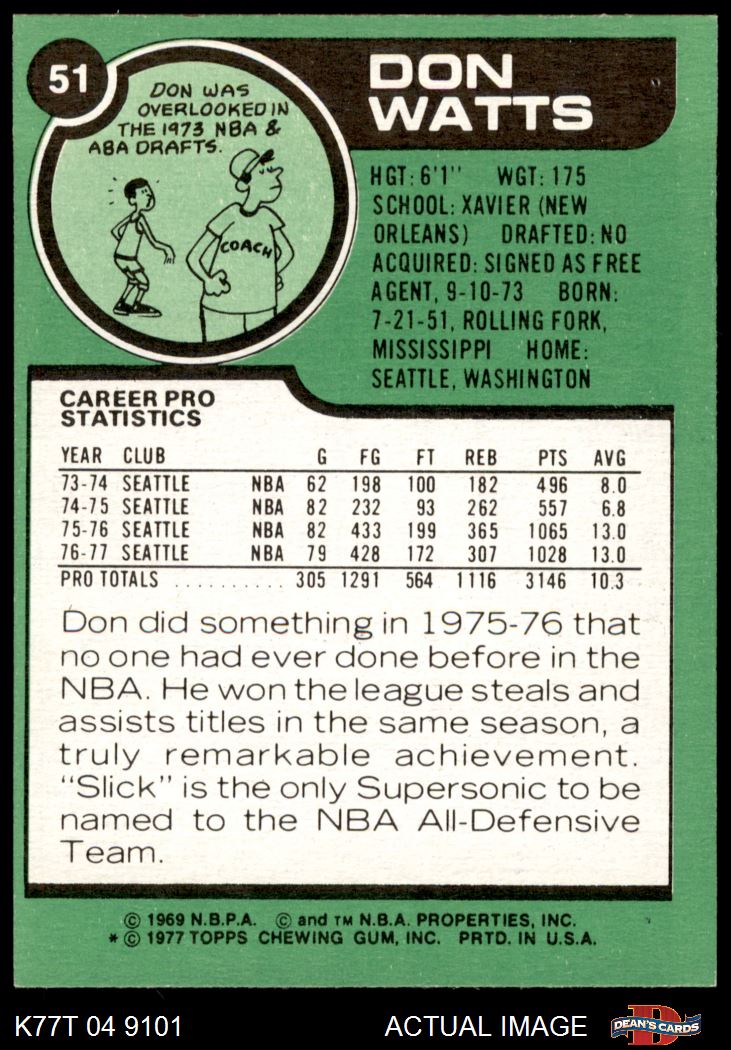 51
DON WAS
OVERLOOKED IN
THE 1973 NBA &
ABA DRAFTS.
COACH
DON
WATTS
HGT: 6'1" WGT: 175
SCHOOL: XAVIER (NEW
ORLEANS) DRAFTED: NO
ACQUIRED: SIGNED AS FREE
AGENT, 9-10-73 BORN:
7-21-51, ROLLING FORK,
MISSISSIPPI HOME:
SEATTLE, WASHINGTON
CAREER PRO
STATISTICS
YEAR CLUB G FG FT REB PTS AVG
73-74 SEATTLE NBA 62 198 100 182 496 8.0
74-75 SEATTLE NBA 82 232 93 262 557 6.8
75-76 SEATTLE NBA 82 433 199 365 1065 13.0
76-77 SEATTLE NBA 79 428 172 307 1028 13.0
PRO TOTALS .......... 305 1291 564 1116 3146 10.3
Don did something in 1975-76 that
no one had ever done before in the
NBA. He won the league steals and
assists titles in the same season, a
truly remarkable achievement.
"Slick" is the only Supersonic to be
named to the NBA All-Defensive
Team.
© 1969 N.B.P.A. © and TM N.B.A. PROPERTIES, INC.
* © 1977 TOPPS CHEWING GUM, INC. PRTD. IN U.S.A.
K77T 04 9101 ACTUAL IMAGE D DEAN'S CARDS